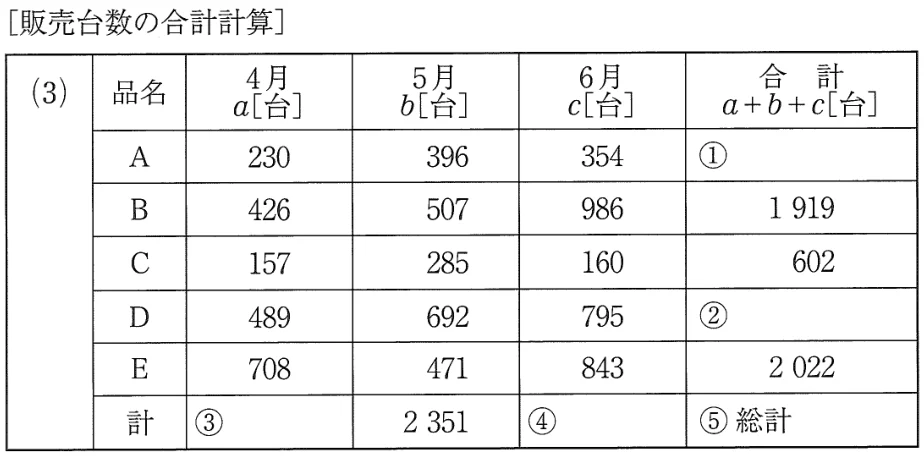 [販売台数の合計計算]
(3) 品名 4月 a[台] 5月 b[台] 6月 c[台] 合計 a+b+c[台]
A 230 396 354 ①
B 426 507 986 1 919
C 157 285 160 602
D 489 692 795 ②
E 708 471 843 2 022
計 ③ 2 351 ④ ⑤ 総計